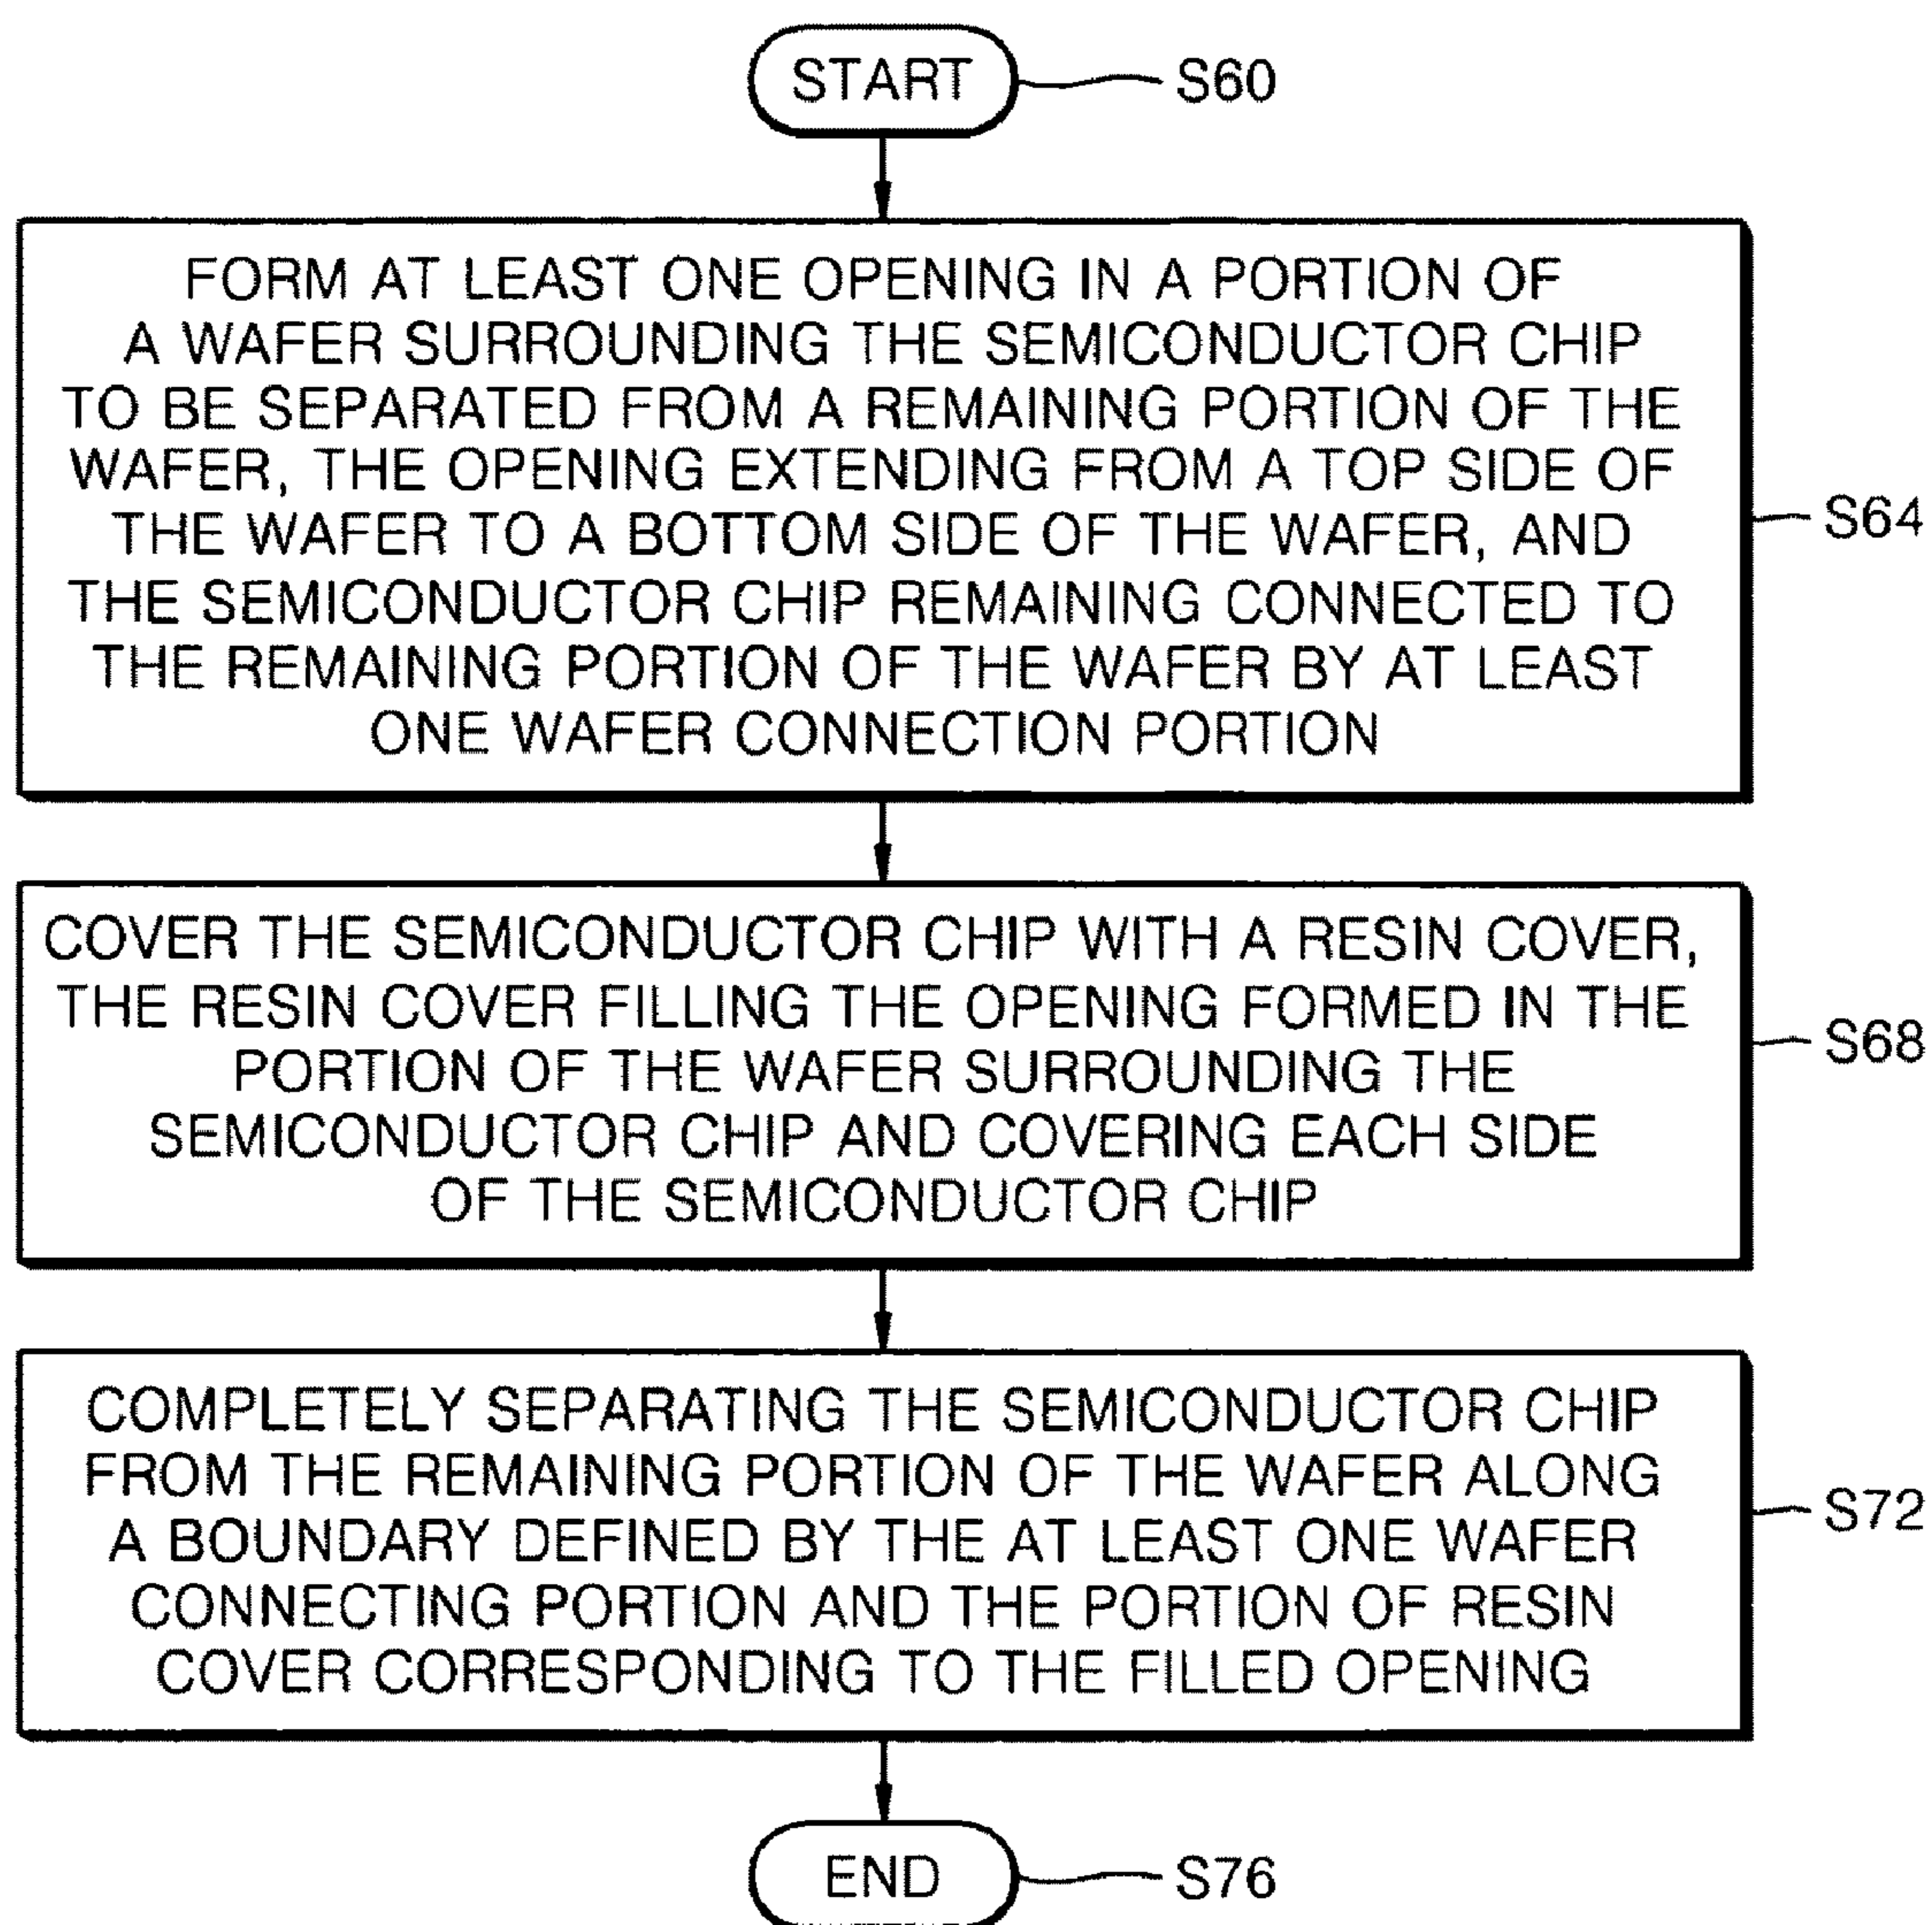 START
S60
FORM AT LEAST ONE OPENING IN A PORTION OF
A WAFER SURROUNDING THE SEMICONDUCTOR CHIP
TO BE SEPARATED FROM A REMAINING PORTION OF THE
WAFER, THE OPENING EXTENDING FROM A TOP SIDE OF
THE WAFER TO A BOTTOM SIDE OF THE WAFER, AND
THE SEMICONDUCTOR CHIP REMAINING CONNECTED TO
THE REMAINING PORTION OF THE WAFER BY AT LEAST
ONE WAFER CONNECTION PORTION
S64
COVER THE SEMICONDUCTOR CHIP WITH A RESIN COVER,
THE RESIN COVER FILLING THE OPENING FORMED IN THE
PORTION OF THE WAFER SURROUNDING THE
SEMICONDUCTOR CHIP AND COVERING EACH SIDE
OF THE SEMICONDUCTOR CHIP
S68
COMPLETELY SEPARATING THE SEMICONDUCTOR CHIP
FROM THE REMAINING PORTION OF THE WAFER ALONG
A BOUNDARY DEFINED BY THE AT LEAST ONE WAFER
CONNECTING PORTION AND THE PORTION OF RESIN
COVER CORRESPONDING TO THE FILLED OPENING
S72
END
S76